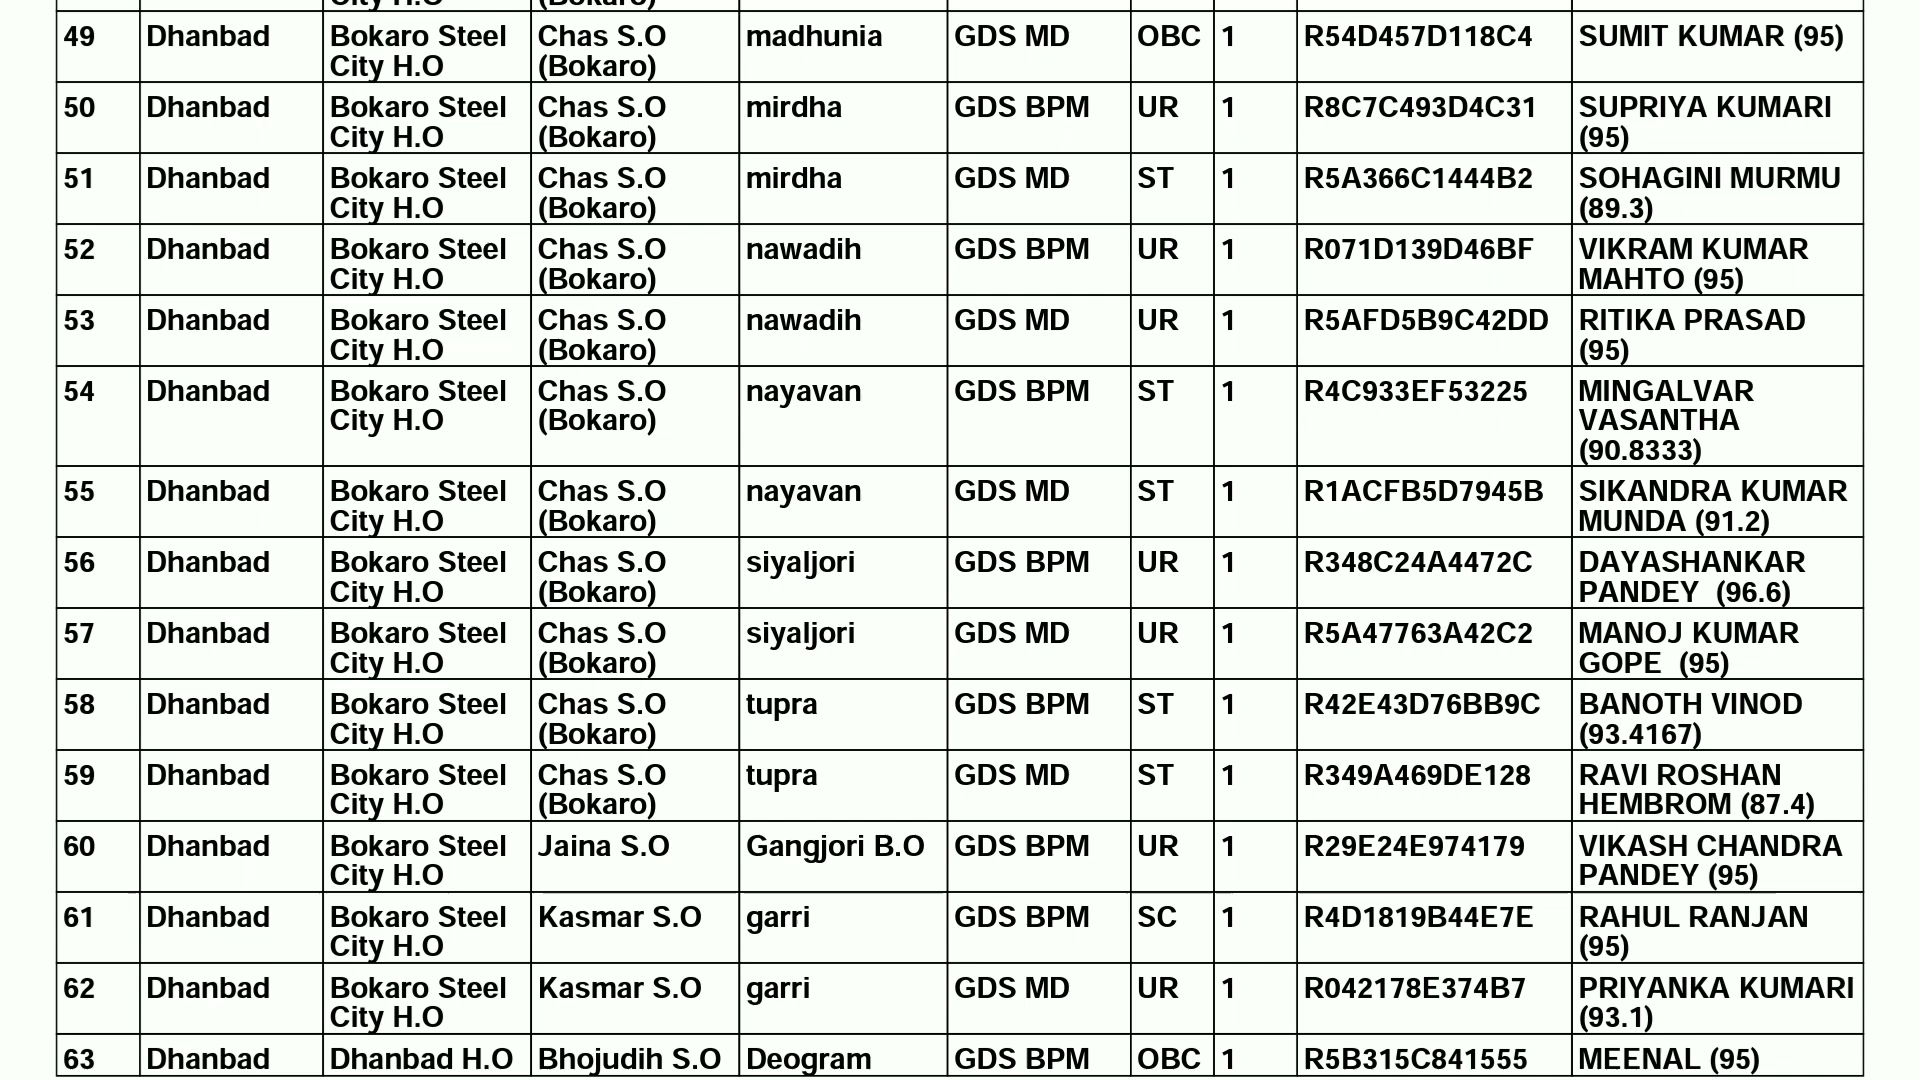 City H.O (Bokaro)
49 Dhanbad Bokaro Steel Chas S.O madhunia GDS MD OBC 1 R54D457D118C4 SUMIT KUMAR (95)
City H.O (Bokaro)
50 Dhanbad Bokaro Steel Chas S.O mirdha GDS BPM UR 1 R8C7C493D4C31 SUPRIYA KUMARI
City H.O (Bokaro) (95)
51 Dhanbad Bokaro Steel Chas S.O mirdha GDS MD ST 1 R5A366C1444B2 SOHAGINI MURMU
City H.O (Bokaro) (89.3)
52 Dhanbad Bokaro Steel Chas S.O nawadih GDS BPM UR 1 R071D139D46BF VIKRAM KUMAR
City H.O (Bokaro) MAHTO (95)
53 Dhanbad Bokaro Steel Chas S.O nawadih GDS MD UR 1 R5AFD5B9C42DD RITIKA PRASAD
City H.O (Bokaro) (95)
54 Dhanbad Bokaro Steel Chas S.O nayavan GDS BPM ST 1 R4C933EF53225 MINGALVAR
City H.O (Bokaro) VASANTHA
(90.8333)
55 Dhanbad Bokaro Steel Chas S.O nayavan GDS MD ST 1 R1ACFB5D7945B SIKANDRA KUMAR
City H.O (Bokaro) MUNDA (91.2)
56 Dhanbad Bokaro Steel Chas S.O siyaljori GDS BPM UR 1 R348C24A4472C DAYASHANKAR
City H.O (Bokaro) PANDEY (96.6)
57 Dhanbad Bokaro Steel Chas S.O siyaljori GDS MD UR 1 R5A47763A42C2 MANOJ KUMAR
City H.O (Bokaro) GOPE (95)
58 Dhanbad Bokaro Steel Chas S.O tupra GDS BPM ST 1 R42E43D76BB9C BANOTH VINOD
City H.O (Bokaro) (93.4167)
59 Dhanbad Bokaro Steel Chas S.O tupra GDS MD ST 1 R349A469DE128 RAVI ROSHAN
City H.O (Bokaro) HEMBROM (87.4)
60 Dhanbad Bokaro Steel Jaina S.O Gangjori B.O GDS BPM UR 1 R29E24E974179 VIKASH CHANDRA
City H.O PANDEY (95)
61 Dhanbad Bokaro Steel Kasmar S.O garri GDS BPM SC 1 R4D1819B44E7E RAHUL RANJAN
City H.O (95)
62 Dhanbad Bokaro Steel Kasmar S.O garri GDS MD UR 1 R042178E374B7 PRIYANKA KUMARI
City H.O (93.1)
63 Dhanbad Dhanbad H.O Bhojudih S.O Deogram GDS BPM OBC 1 R5B315C841555 MEENAL (95)